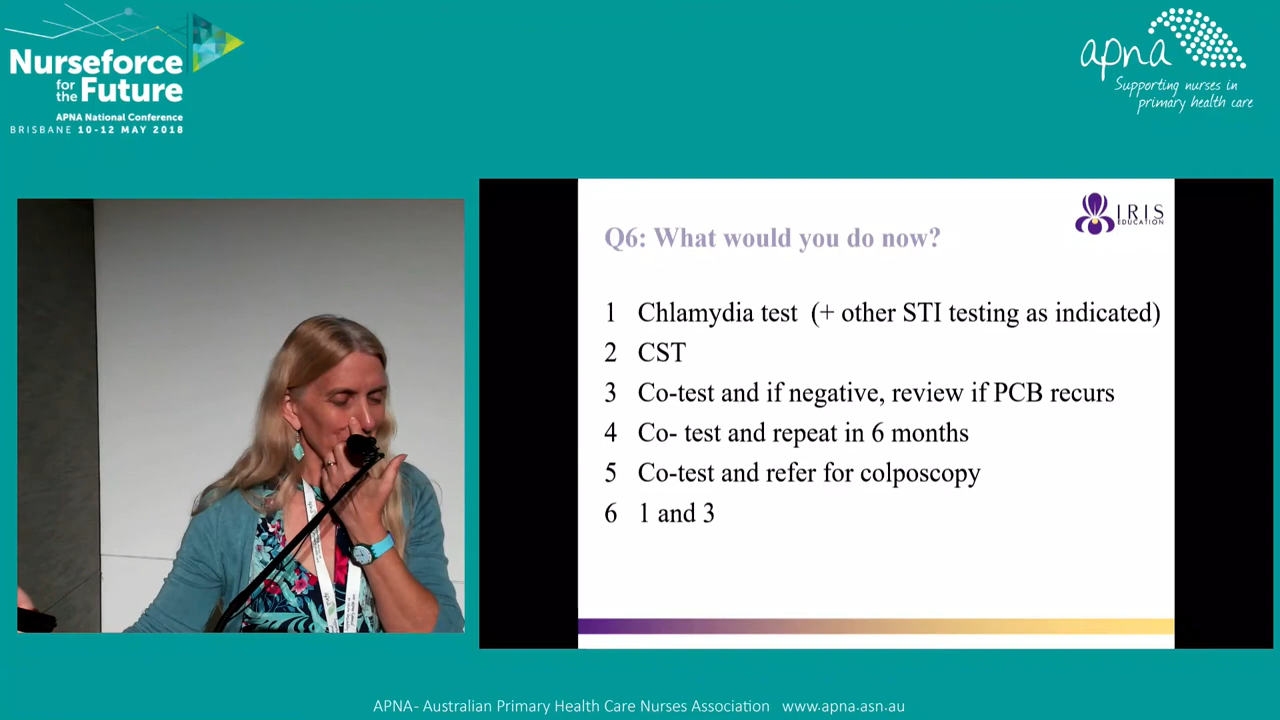 Nurseforce
for the Future
APNA National Conference
BRISBANE 10-12 MAY 2018
apna
Supporting nurses in
primary health care
IRIS
EDUCATION
Q6: What would you do now?
1 Chlamydia test (+ other STI testing as indicated)
2 CST
3 Co-test and if negative, review if PCB recurs
4 Co- test and repeat in 6 months
5 Co-test and refer for colposcopy
6 1 and 3
APNA- Australian Primary Health Care Nurses Association www.apna.asn.au